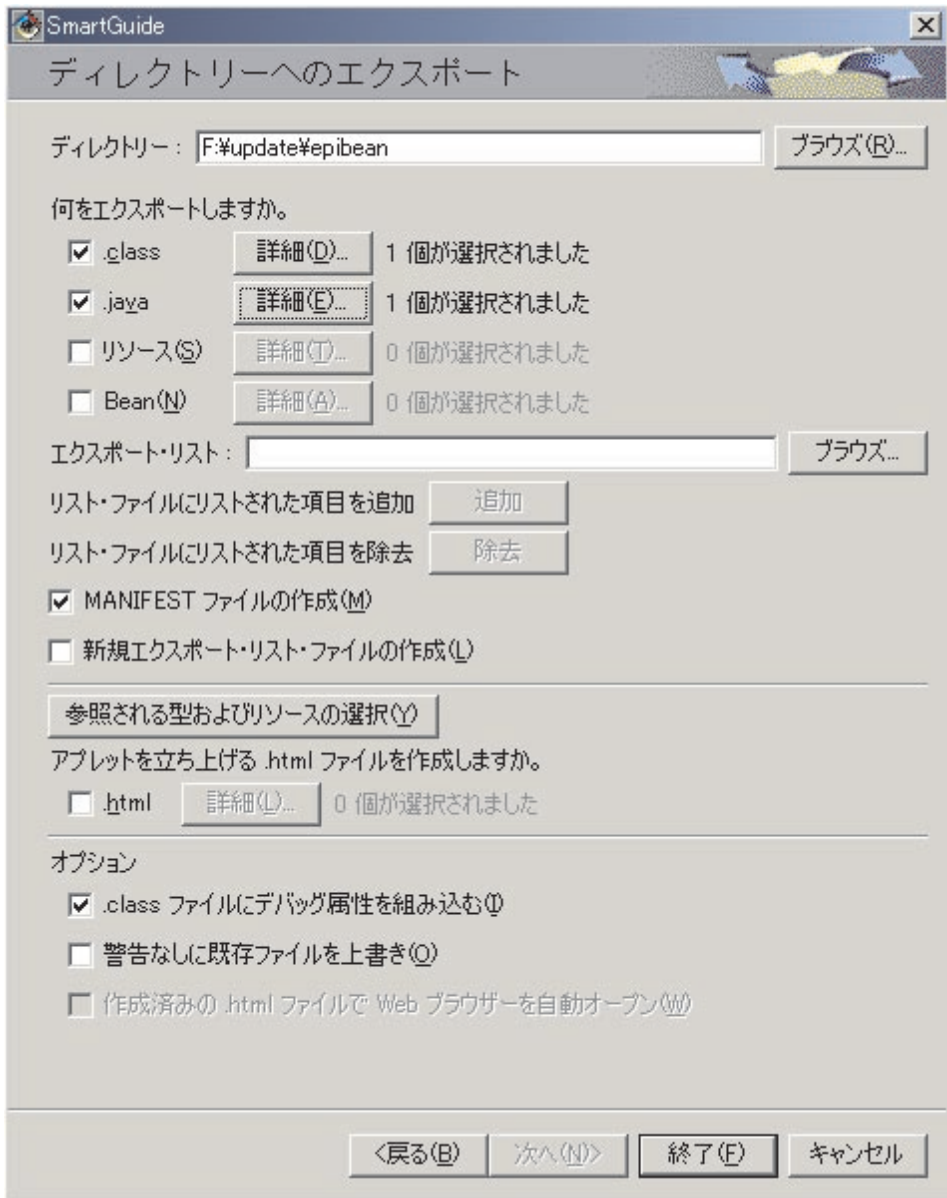 SmartGuide
ディレクトリーへのエクスポート
ディレクトリー: F:¥update¥epibean ブラウズ(R)...
何をエクスポートしますか。
.class 詳細(D)... 1 個が選択されました
.java 詳細(E)... 1 個が選択されました
リソース(S) 詳細(T)... 0 個が選択されました
Bean(N) 詳細(A)... 0 個が選択されました
エクスポート・リスト: ブラウズ...
リスト・ファイルにリストされた項目を追加 追加
リスト・ファイルにリストされた項目を除去 除去
MANIFEST ファイルの作成(M)
新規エクスポート・リスト・ファイルの作成(L)
参照される型およびリソースの選択(Y)
アプレットを立ち上げる .html ファイルを作成しますか。
.html 詳細(L)... 0 個が選択されました
オプション
.class ファイルにデバッグ属性を組み込む(I)
警告なしに既存ファイルを上書き(O)
作成済みの .html ファイルで Web ブラウザーを自動オープン(W)
<戻る(B) 次へ(N)> 終了(F) キャンセル